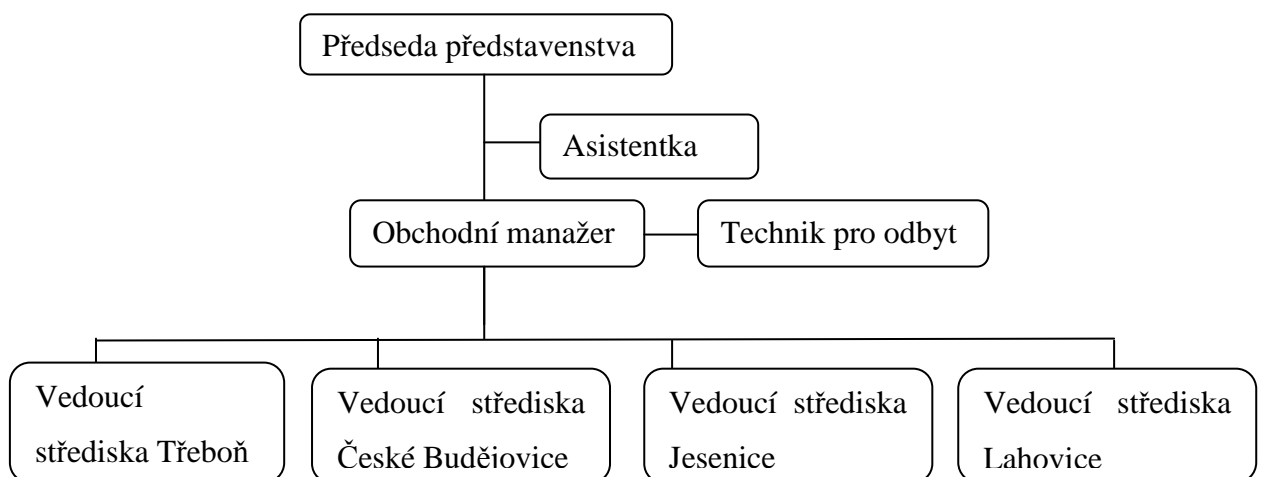 Předseda představenstva
Asistentka
Obchodní manažer
Technik pro odbyt
Vedoucí
střediska Třeboň
Vedoucí střediska
České Budějovice
Vedoucí střediska
Jesenice
Vedoucí střediska
Lahovice